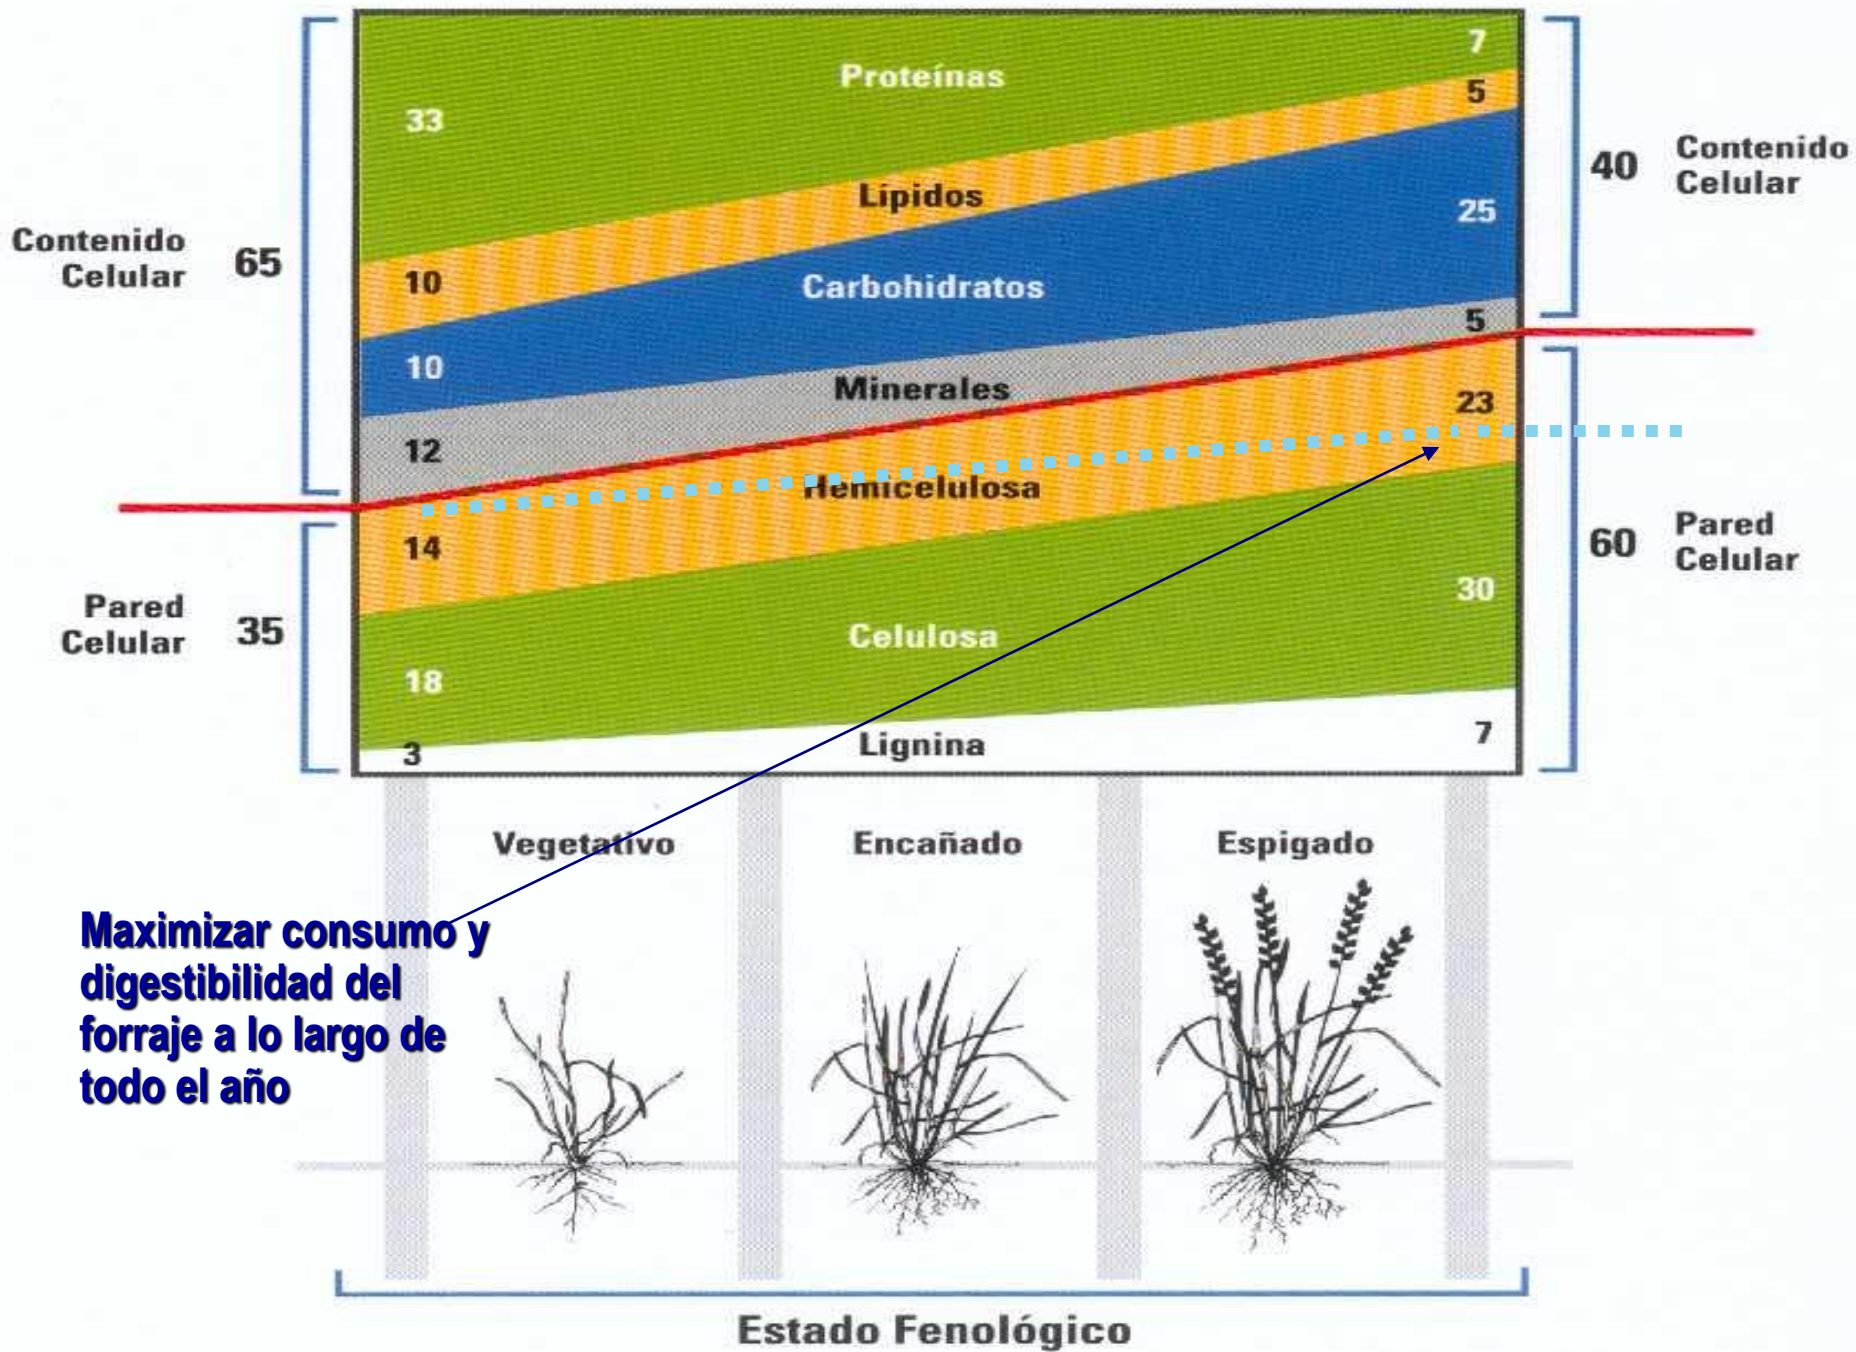 Proteínas
7
33
5
Lípidos
25
10
Carbohidratos
10
5
Minerales
12
23
Hemicelulosa
14
30
Celulosa
18
7
Lignina
3
Contenido
Celular
65
Pared
Celular
35
40
Contenido
Celular
60
Pared
Celular
Vegetativo
Encañado
Espigado
Maximizar consumo y
digestibilidad del
forraje a lo largo de
todo el año
Estado Fenológico